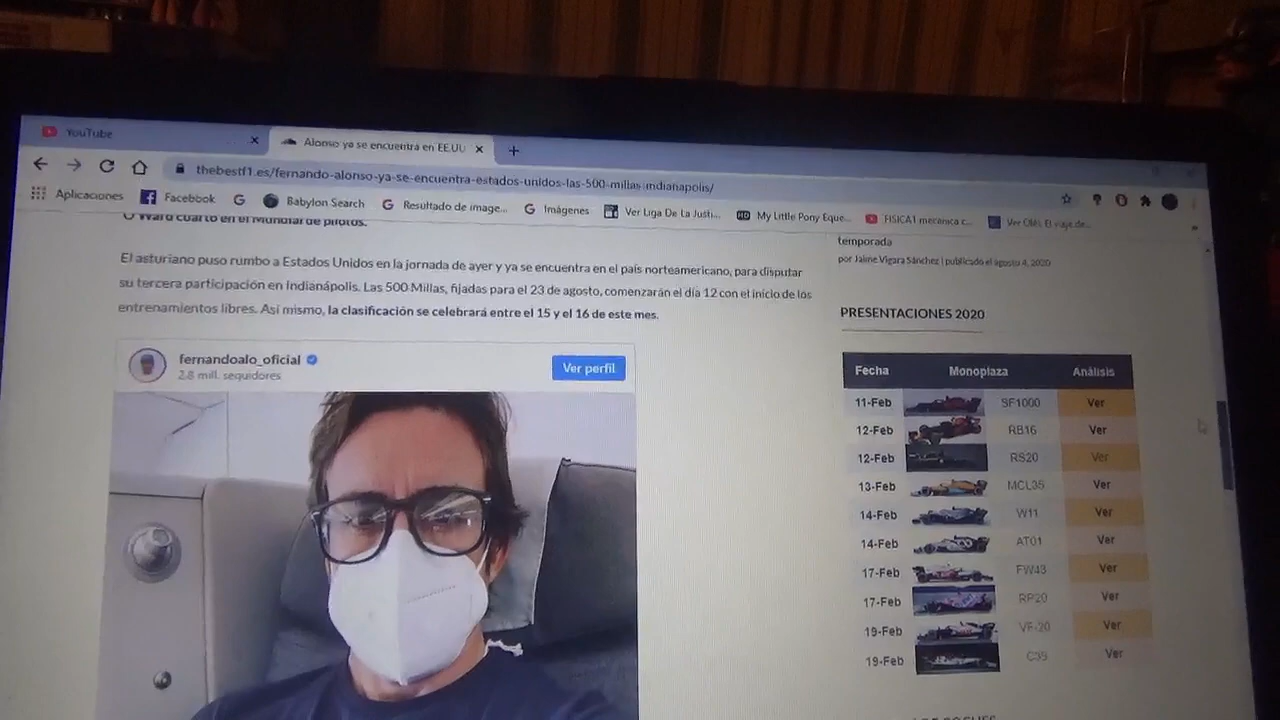 YouTube
Alonso ya se encuentra en EE.UU
thebestf1.es/fernando-alonso-ya-se-encuentra-estados-unidos-las-500-millas-indianapolis/
Aplicaciones
Facebbok
Babylon Search
Resultado de image...
Imágenes
Ver Liga De La Justi...
My Little Pony Eque...
FISICA1 mecanica c...
Ver Olés, El viaje de...
O'Ward cuarto en el Mundial de pilotos.
El asturiano puso rumbo a Estados Unidos en la jornada de ayer y ya se encuentra en el país norteamericano, para disputar
su tercera participación en Indianápolis. Las 500 Millas, fijadas para el 23 de agosto, comenzarán el día 12 con el inicio de los
entrenamientos libres. Así mismo, la clasificación se celebrará entre el 15 y el 16 de este mes.
fernandoalo_oficial
2,8 mill. seguidores
Ver perfil
temporada
por Jaime Vigara Sánchez | publicado el agosto 4, 2020
PRESENTACIONES 2020
Fecha Monoplaza Análisis
11-Feb SF1000 Ver
12-Feb RB16 Ver
12-Feb RS20 Ver
13-Feb MCL35 Ver
14-Feb W11 Ver
14-Feb AT01 Ver
17-Feb FW43 Ver
17-Feb RP20 Ver
19-Feb VF-20 Ver
19-Feb C39 Ver